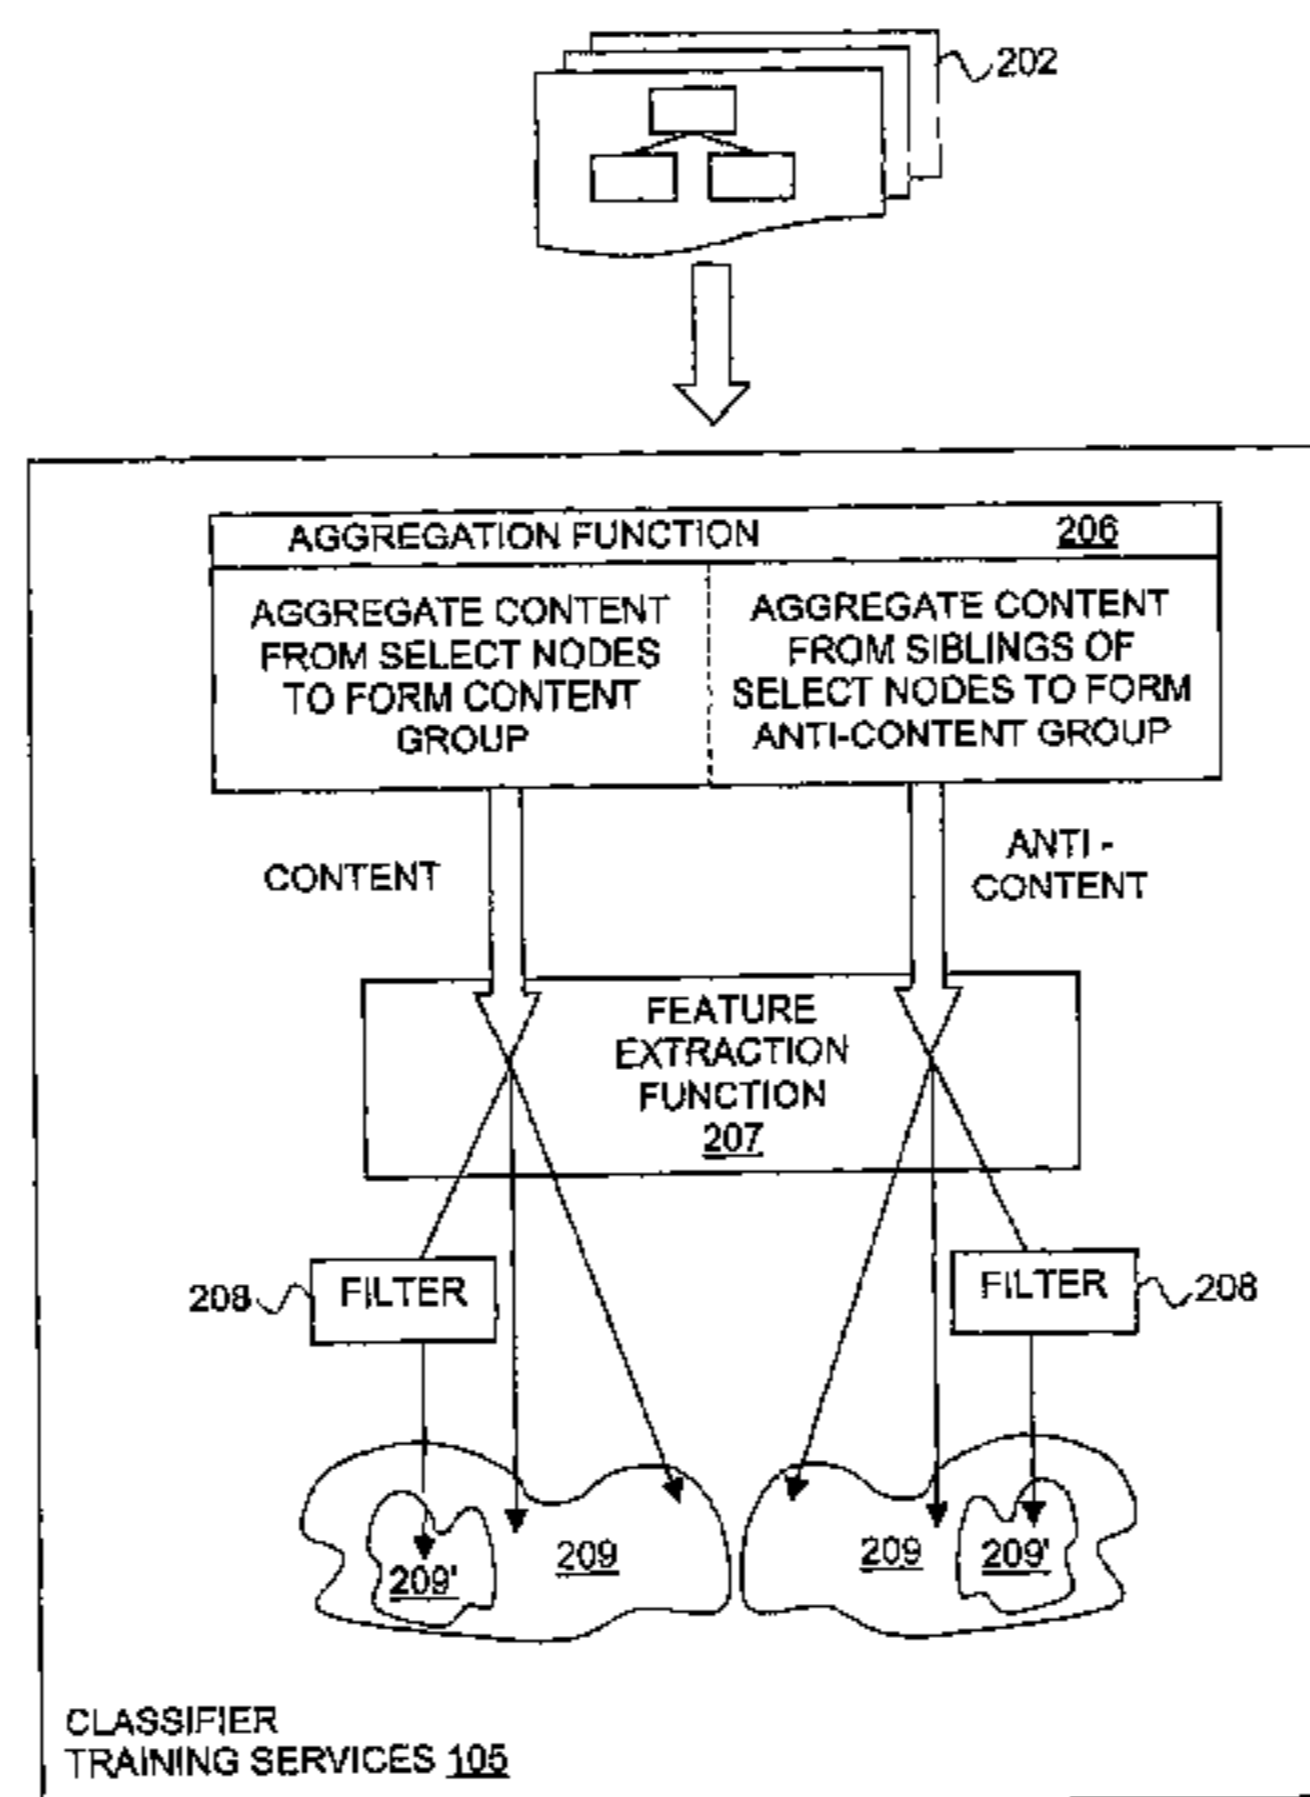 202
AGGREGATION FUNCTION 206
AGGREGATE CONTENT
FROM SELECT NODES
TO FORM CONTENT
GROUP
AGGREGATE CONTENT
FROM SIBLINGS OF
SELECT NODES TO FORM
ANTI-CONTENT GROUP
CONTENT
ANTI -
CONTENT
FEATURE
EXTRACTION
FUNCTION
207
208 FILTER
FILTER 208
209' 209
209 209'
CLASSIFIER
TRAINING SERVICES 105